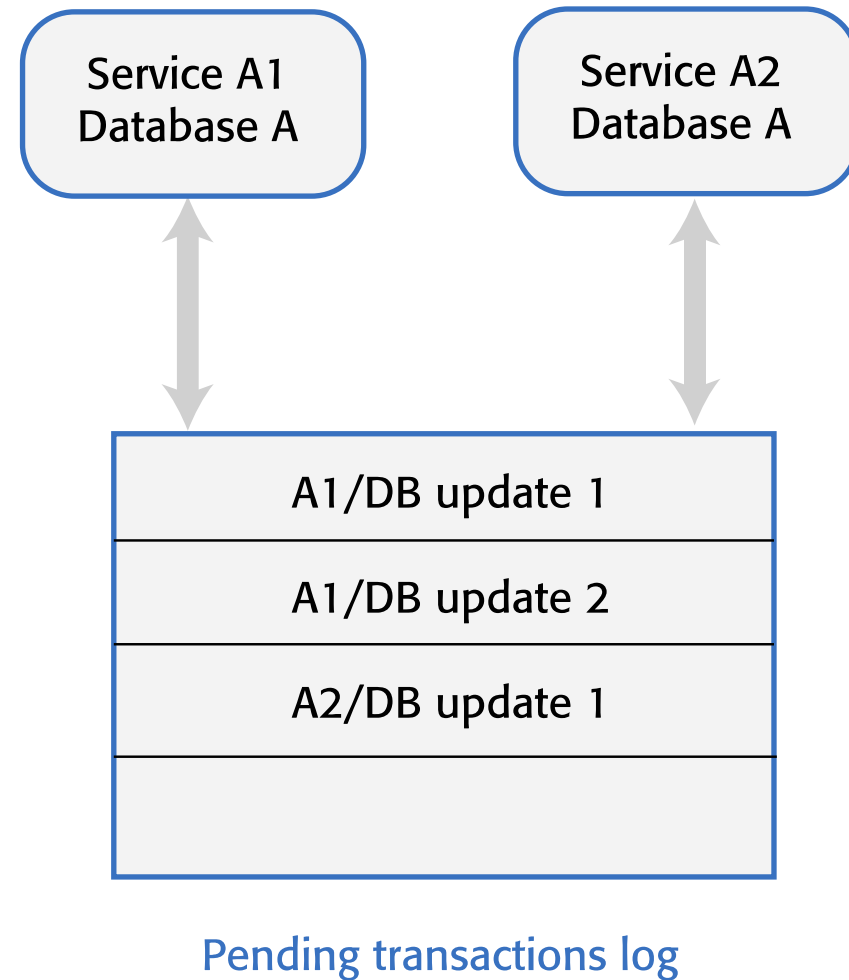 Service A1
Database A
Service A2
Database A
A1/DB update 1
A1/DB update 2
A2/DB update 1
Pending transactions log